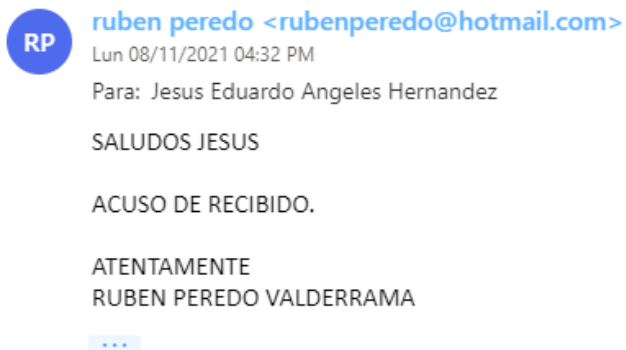 RP
ruben peredo <rubenperedo@hotmail.com>
Lun 08/11/2021 04:32 PM
Para: Jesus Eduardo Angeles Hernandez
SALUDOS JESUS
ACUSO DE RECIBIDO.
ATENTAMENTE
RUBEN PEREDO VALDERRAMA
...